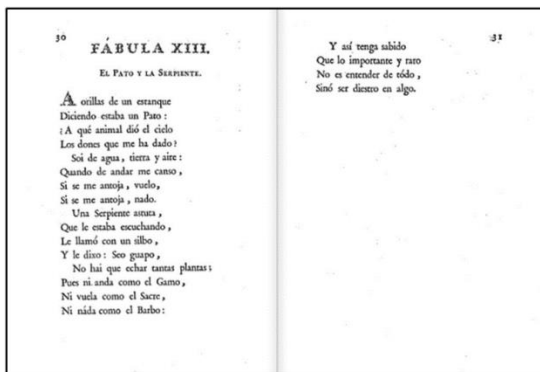 30
FÁBULA XIII.
EL PATO Y LA SERPIENTE.
A orillas de un estanque
Diciendo estaba un Pato:
¿A qué animal dió el cielo
Los dones que me ha dado?
Soi de agua, tierra y aire:
Quando de andar me canso,
Si se me antoja, vuelo,
Si se me antoja, nado.
Una Serpiente astuta,
Que le estaba escuchando,
Le llamó con un silbo,
Y le dixo: Seo guapo,
No hai que echar tantas plantas;
Pues ni anda como el Gamo,
Ni vuela como el Sacre,
Ni náda como el Barbo:
31
Y así tenga sabido
Que lo importante y raro
No es entender de tódo,
Sinó ser diestro en algo.